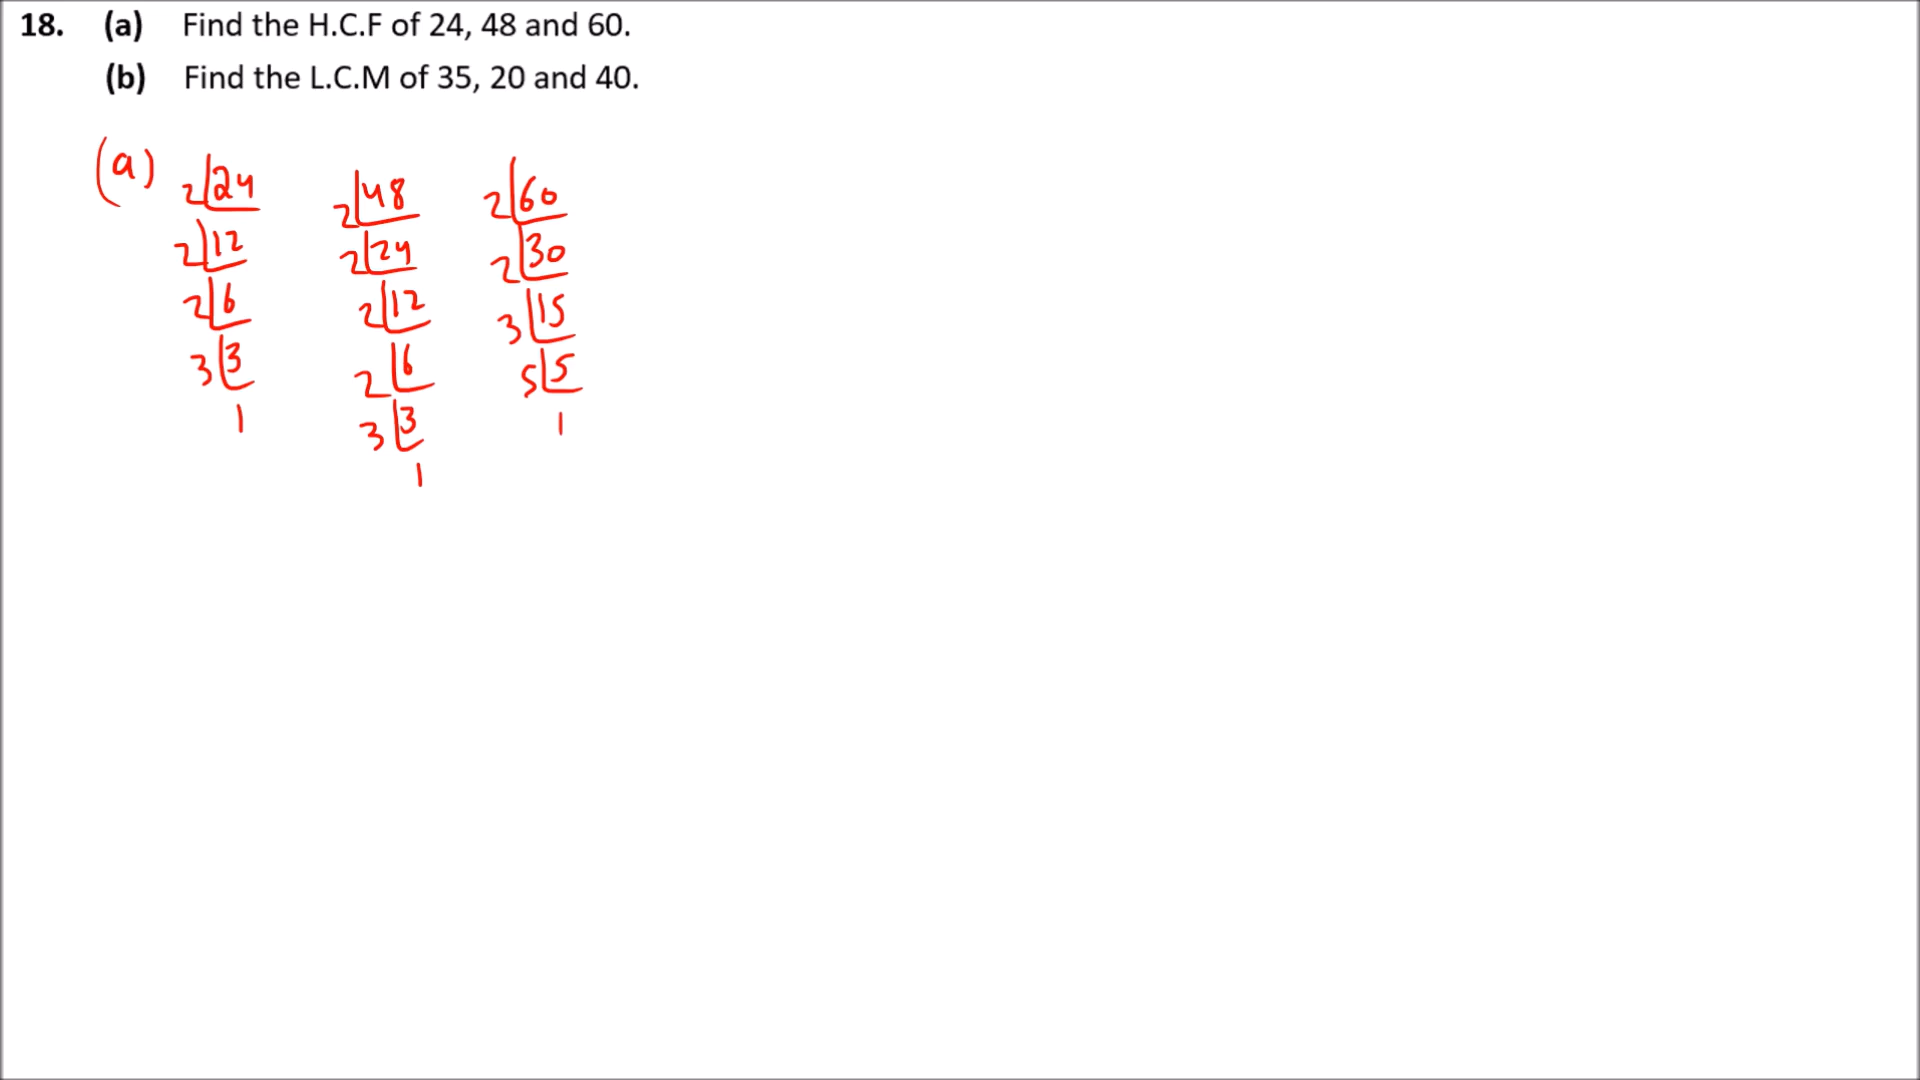 18. (a) Find the H.C.F of 24, 48 and 60.
(b) Find the L.C.M of 35, 20 and 40.
(a) 2|24 2|48 2|60
2|12 2|24 2|30
2|6 2|12 3|15
3|3 2|6 5|5
1 3|3 1
1